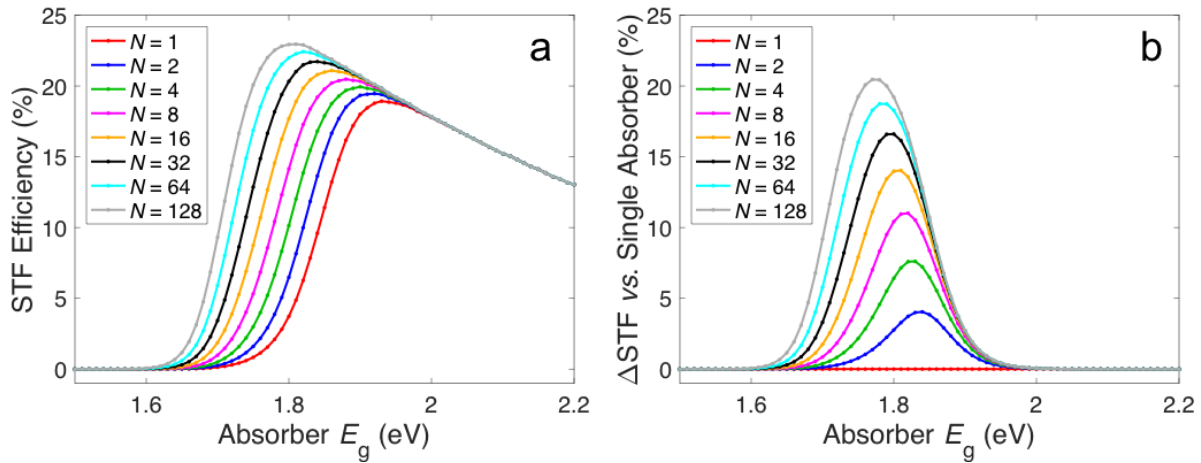 a
STF Efficiency (%)
25
20
15
10
5
0
N = 1
N = 2
N = 4
N = 8
N = 16
N = 32
N = 64
N = 128
1.6
1.8
2
2.2
Absorber Eg (eV)
b
ΔSTF vs. Single Absorber (%)
25
20
15
10
5
0
N = 1
N = 2
N = 4
N = 8
N = 16
N = 32
N = 64
N = 128
1.6
1.8
2
2.2
Absorber Eg (eV)